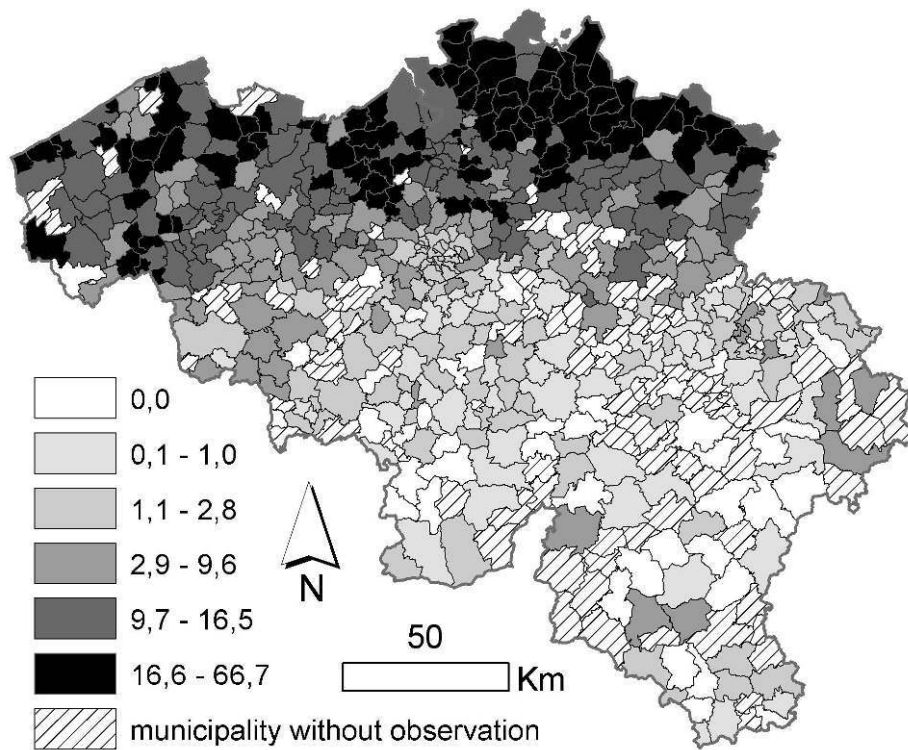 0,0
0,1 - 1,0
1,1 - 2,8
2,9 - 9,6
9,7 - 16,5
16,6 - 66,7
municipality without observation
N
50
Km